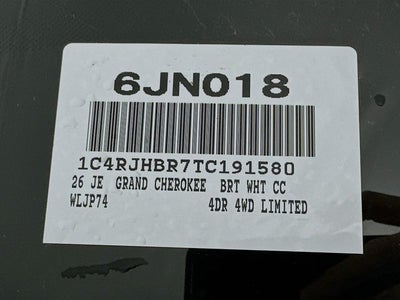 6JN018
1C4RJHBR7TC191580
26 JE GRAND CHEROKEE BRT WHT CC
WLJP74 4DR 4WD LIMITED